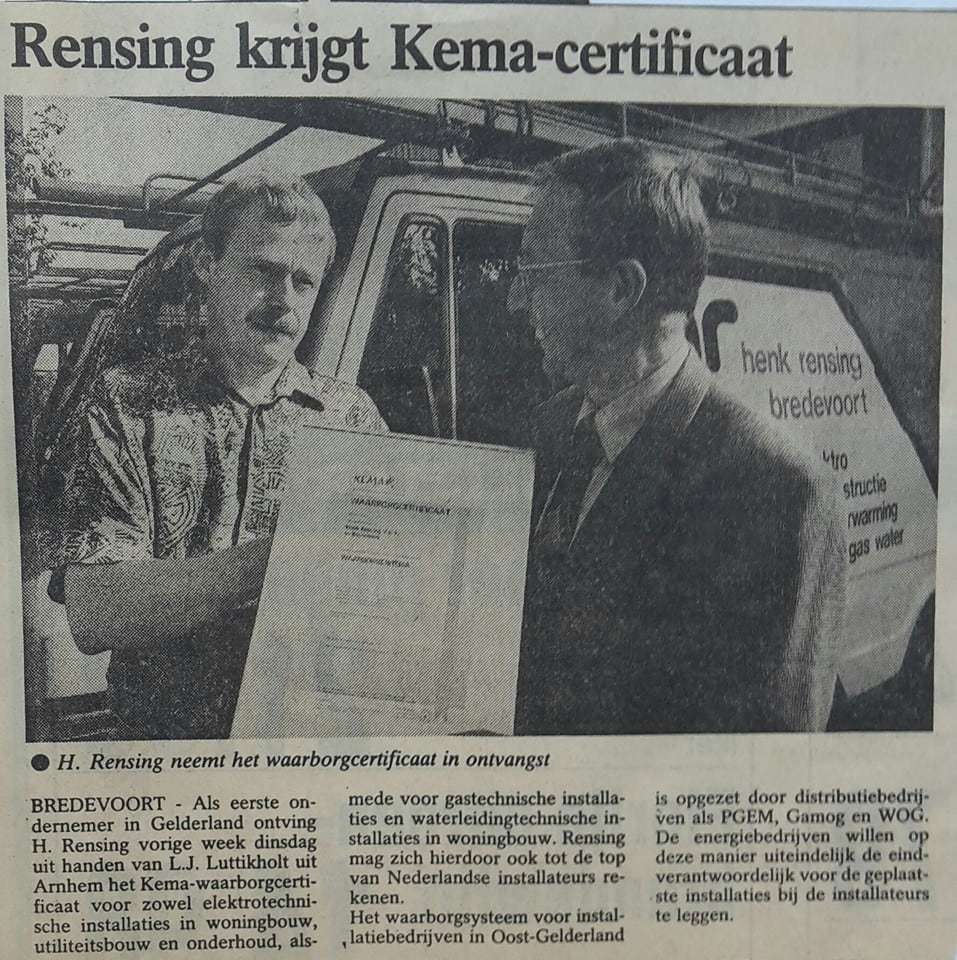 Rensing krijgt Kema-certificaat
r
henk rensing
bredevoort
tro
structie
rwarming
gas water
KEMA
WAARBORGCERTIFICAAT
● H. Rensing neemt het waarborgcertificaat in ontvangst
BREDEVOORT - Als eerste on-
dernemer in Gelderland ontving
H. Rensing vorige week dinsdag
uit handen van L.J. Luttikholt uit
Arnhem het Kema-waarborgcerti-
ficaat voor zowel elektrotechni-
sche installaties in woningbouw,
utiliteitsbouw en onderhoud, als-
mede voor gastechnische installa-
ties en waterleidingtechnische in-
stallaties in woningbouw. Rensing
mag zich hierdoor ook tot de top
van Nederlandse installateurs re-
kenen.
Het waarborgsysteem voor instal-
latiebedrijven in Oost-Gelderland
is opgezet door distributiebedrij-
ven als PGEM, Gamog en WOG.
De energiebedrijven willen op
deze manier uiteindelijk de eind-
verantwoordelijk voor de geplaat-
ste installaties bij de installateurs
te leggen.